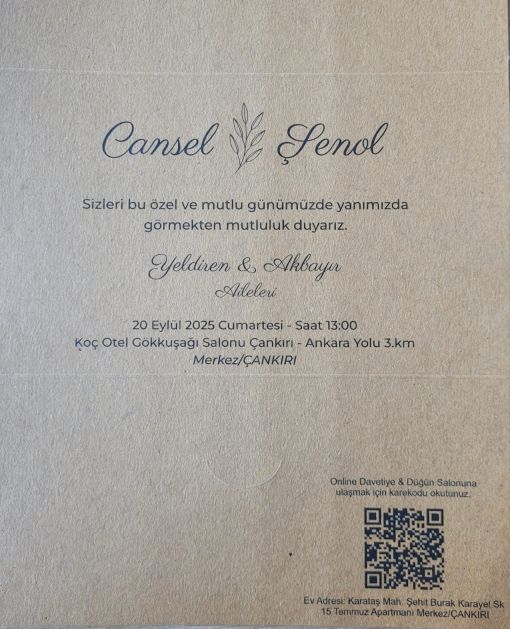 Cansel Şenol
Sizleri bu özel ve mutlu günümüzde yanımızda
görmekten mutluluk duyarız.
Yeldiren & Akbayır
Aileleri
20 Eylül 2025 Cumartesi - Saat 13:00
Koç Otel Gökkuşağı Salonu Çankırı - Ankara Yolu 3.km
Merkez/ÇANKIRI
Online Davetiye & Düğün Salonuna
ulaşmak için karekodu okutunuz.
Ev Adresi: Karataş Mah. Şehit Burak Karayel Sk
15 Temmuz Apartmanı Merkez/ÇANKIRI